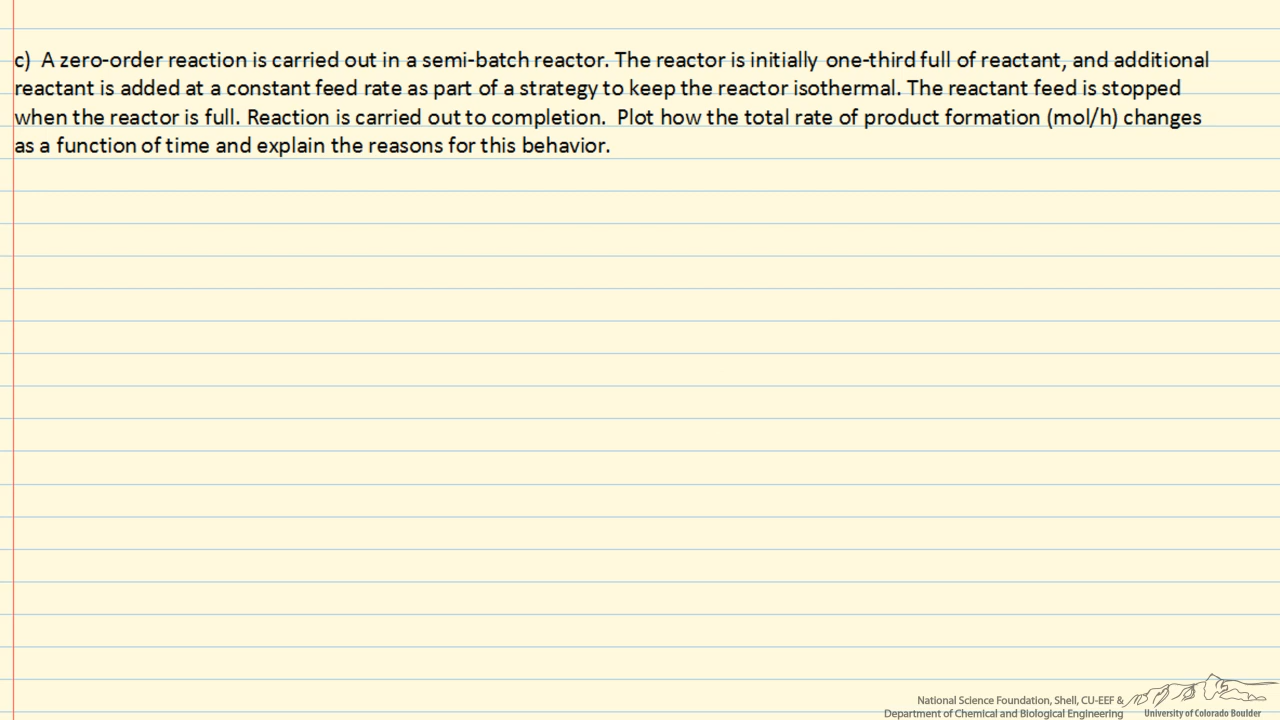 c) A zero-order reaction is carried out in a semi-batch reactor. The reactor is initially one-third full of reactant, and additional
reactant is added at a constant feed rate as part of a strategy to keep the reactor isothermal. The reactant feed is stopped
when the reactor is full. Reaction is carried out to completion. Plot how the total rate of product formation (mol/h) changes
as a function of time and explain the reasons for this behavior.
National Science Foundation, Shell, CU-EEF &
Department of Chemical and Biological Engineering
University of Colorado Boulder